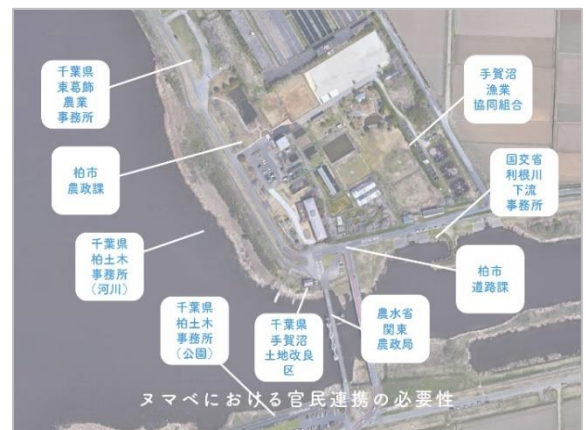 千葉県
東葛飾
農業
事務所
手賀沼
漁業
協同組合
柏市
農政課
国交省
利根川
下流
事務所
千葉県
柏土木
事務所
（河川）
柏市
道路課
千葉県
柏土木
事務所
（公園）
千葉県
手賀沼
土地改良
区
農水省
関東
農政局
ヌマベにおける官民連携の必要性